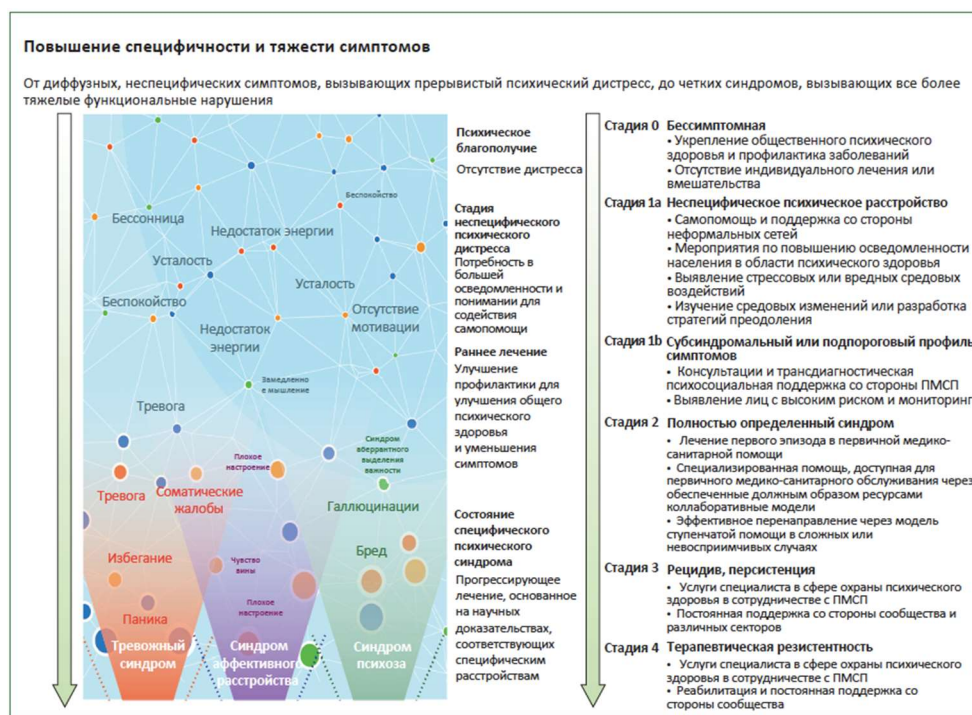 Повышение специфичности и тяжести симптомов
От диффузных, неспецифических симптомов, вызывающих прерывистый психический дистресс, до четких синдромов, вызывающих все более
тяжелые функциональные нарушения
Бессонница
Беспокойство
Недостаток энергии
Усталость
Усталость
Беспокойство
Отсутствие
мотивации
Недостаток
энергии
Замедленно
е мышление
Тревога
Плохое
настроение
Синдром
аберрантного
выделения
важности
Тревога
Соматические
жалобы
Галлюцинации
Избегание
Чувство
вины
Бред
Паника
Плохое
настроение
Тревожный
синдром
Синдром
аффективного
расстройства
Синдром
психоза
Психическое
благополучие
Отсутствие дистресса
Стадия
неспецифического
психического
дистресса
Потребность в
большей
осведомленности и
понимании для
содействия
самопомощи
Раннее лечение
Улучшение
профилактики для
улучшения общего
психического
здоровья
и уменьшения
симптомов
Состояние
специфического
психического
синдрома
Прогрессирующее
лечение, основанное
на научных
доказательствах,
соответствующих
специфическим
расстройствам
Стадия 0 Бессимптомная
• Укрепление общественного психического
здоровья и профилактика заболеваний
• Отсутствие индивидуального лечения или
вмешательства
Стадия 1a Неспецифическое психическое расстройство
• Самопомощь и поддержка со стороны
неформальных сетей
• Мероприятия по повышению осведомленности
населения в области психического здоровья
• Выявление стрессовых или вредных средовых
воздействий
• Изучение средовых изменений или разработка
стратегий преодоления
Стадия 1b Субсиндромальный или подпороговый профиль
симптомов
• Консультации и трансдиагностическая
психосоциальная поддержка со стороны ПМСП
• Выявление лиц с высоким риском и мониторинг
Стадия 2 Полностью определенный синдром
• Лечение первого эпизода в первичной медико-
санитарной помощи
• Специализированная помощь, доступная для
первичного медико-санитарного обслуживания через
обеспеченные должным образом ресурсами
коллаборативные модели
• Эффективное перенаправление через модель
ступенчатой помощи в сложных или
невосприимчивых случаях
Стадия 3 Рецидив, персистенция
• Услуги специалиста в сфере охраны психического
здоровья в сотрудничестве с ПМСП
• Постоянная поддержка со стороны сообщества и
различных секторов
Стадия 4 Терапевтическая резистентность
• Услуги специалиста в сфере охраны психического
здоровья в сотрудничестве с ПМСП
• Реабилитация и постоянная поддержка со
стороны сообщества